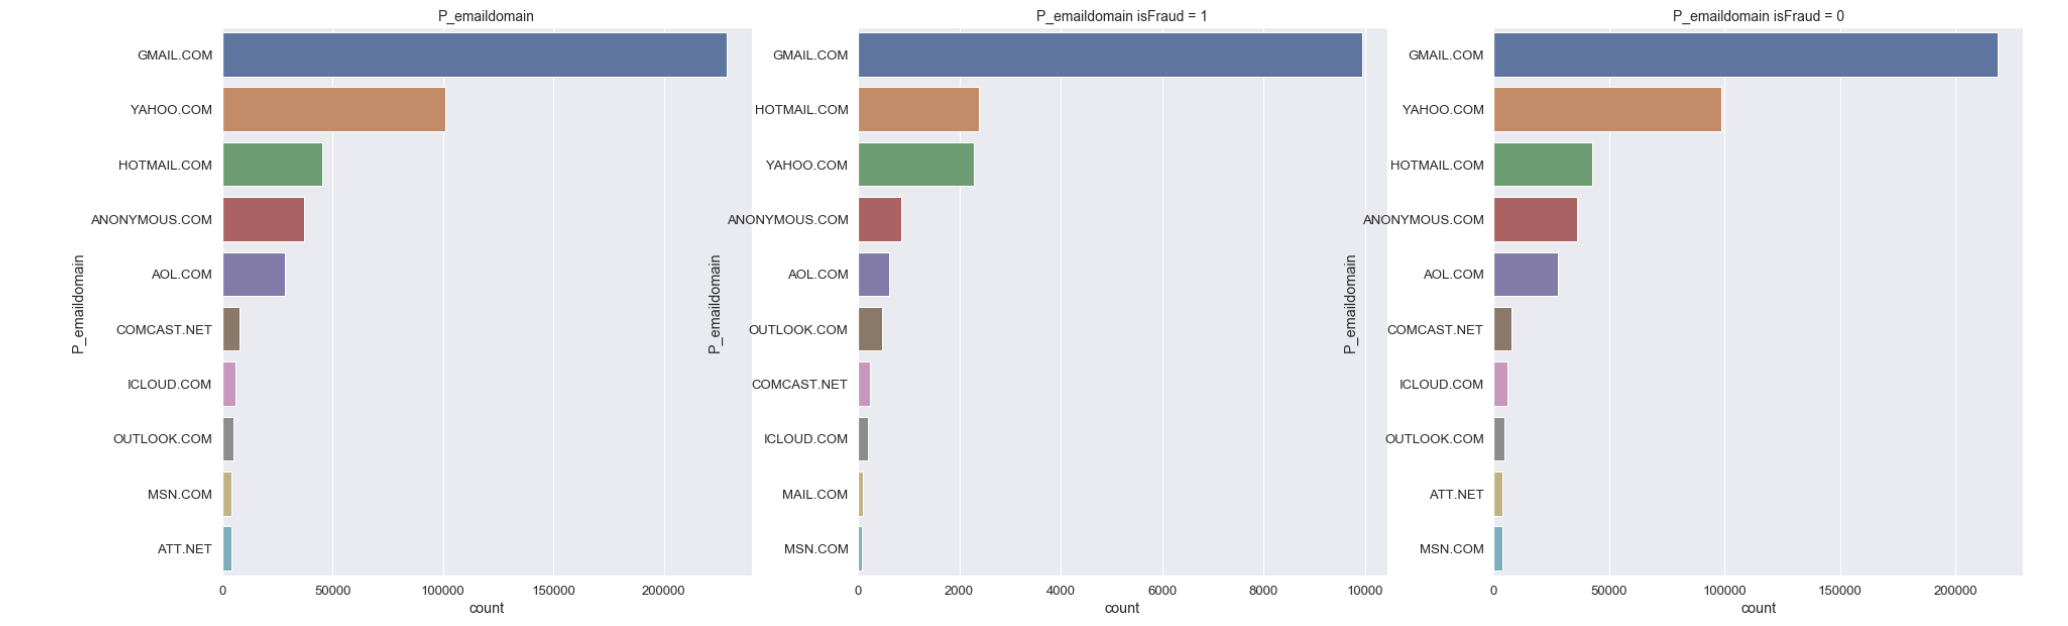 P_emaildomain
GMAIL.COM
YAHOO.COM
HOTMAIL.COM
ANONYMOUS.COM
AOL.COM
COMCAST.NET
ICLOUD.COM
OUTLOOK.COM
MSN.COM
ATT.NET
P_emaildomain
0 50000 100000 150000 200000
count
P_emaildomain isFraud = 1
GMAIL.COM
HOTMAIL.COM
YAHOO.COM
ANONYMOUS.COM
AOL.COM
OUTLOOK.COM
COMCAST.NET
ICLOUD.COM
MAIL.COM
MSN.COM
P_emaildomain
0 2000 4000 6000 8000 10000
count
P_emaildomain isFraud = 0
GMAIL.COM
YAHOO.COM
HOTMAIL.COM
ANONYMOUS.COM
AOL.COM
COMCAST.NET
ICLOUD.COM
OUTLOOK.COM
ATT.NET
MSN.COM
P_emaildomain
0 50000 100000 150000 200000
count